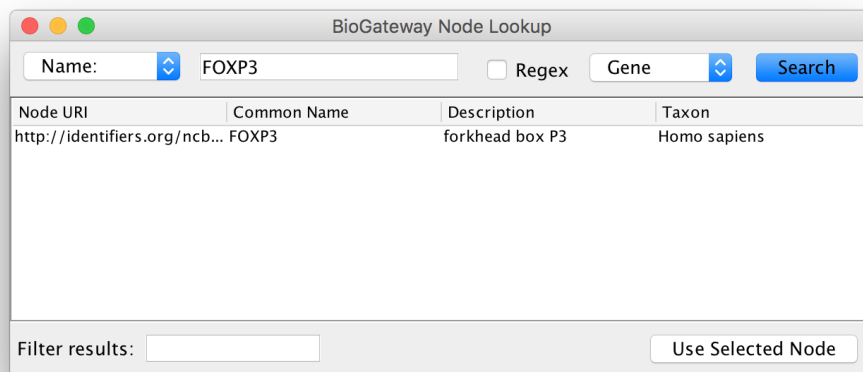 BioGateway Node Lookup
Name: FOXP3 Regex Gene Search
Node URI Common Name Description Taxon
http://identifiers.org/ncb... FOXP3 forkhead box P3 Homo sapiens
Filter results: Use Selected Node